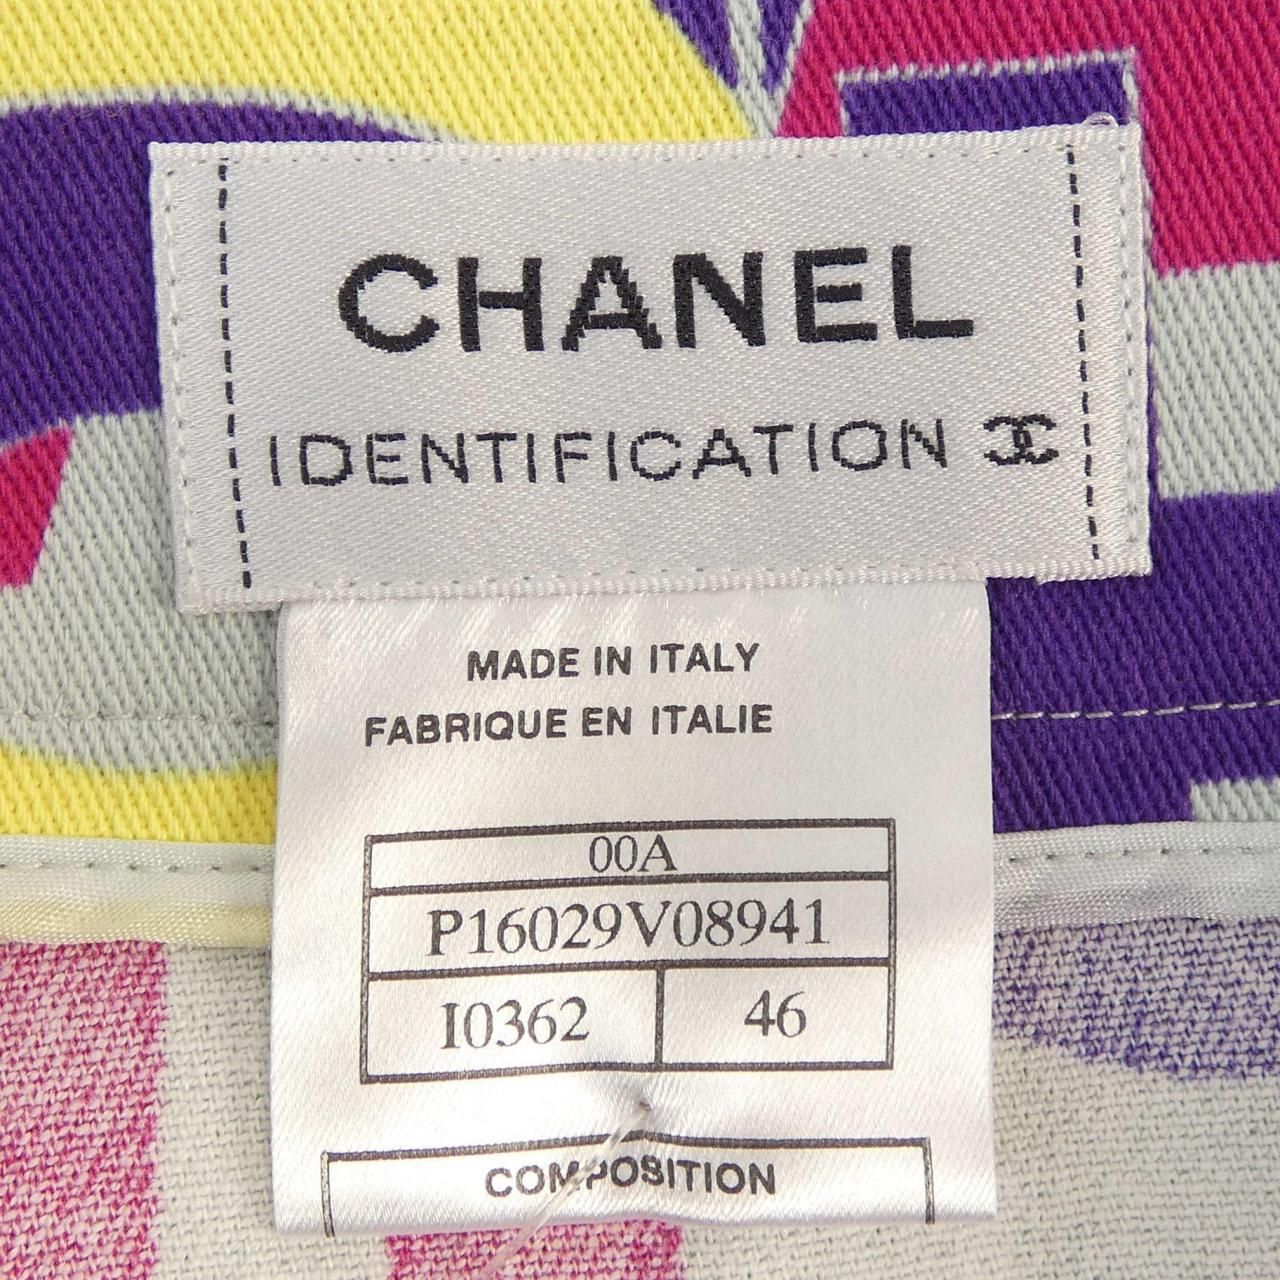 CHANEL
IDENTIFICATION
MADE IN ITALY
FABRIQUE EN ITALIE
00A
P16029V08941
I0362 46
COMPOSITION